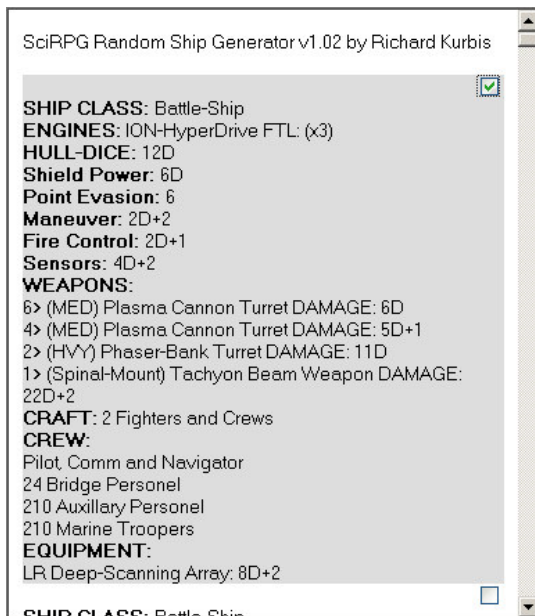 SciRPG Random Ship Generator v1.02 by Richard Kurbis
SHIP CLASS: Battle-Ship
ENGINES: ION-HyperDrive FTL: (x3)
HULL-DICE: 12D
Shield Power: 6D
Point Evasion: 6
Maneuver: 2D+2
Fire Control: 2D+1
Sensors: 4D+2
WEAPONS:
6> (MED) Plasma Cannon Turret DAMAGE: 6D
4> (MED) Plasma Cannon Turret DAMAGE: 5D+1
2> (HVY) Phaser-Bank Turret DAMAGE: 11D
1> (Spinal-Mount) Tachyon Beam Weapon DAMAGE:
22D+2
CRAFT: 2 Fighters and Crews
CREW:
Pilot, Comm and Navigator
24 Bridge Personel
210 Auxillary Personel
210 Marine Troopers
EQUIPMENT:
LR Deep-Scanning Array: 8D+2
SHIP CLASS: Battle-Ship